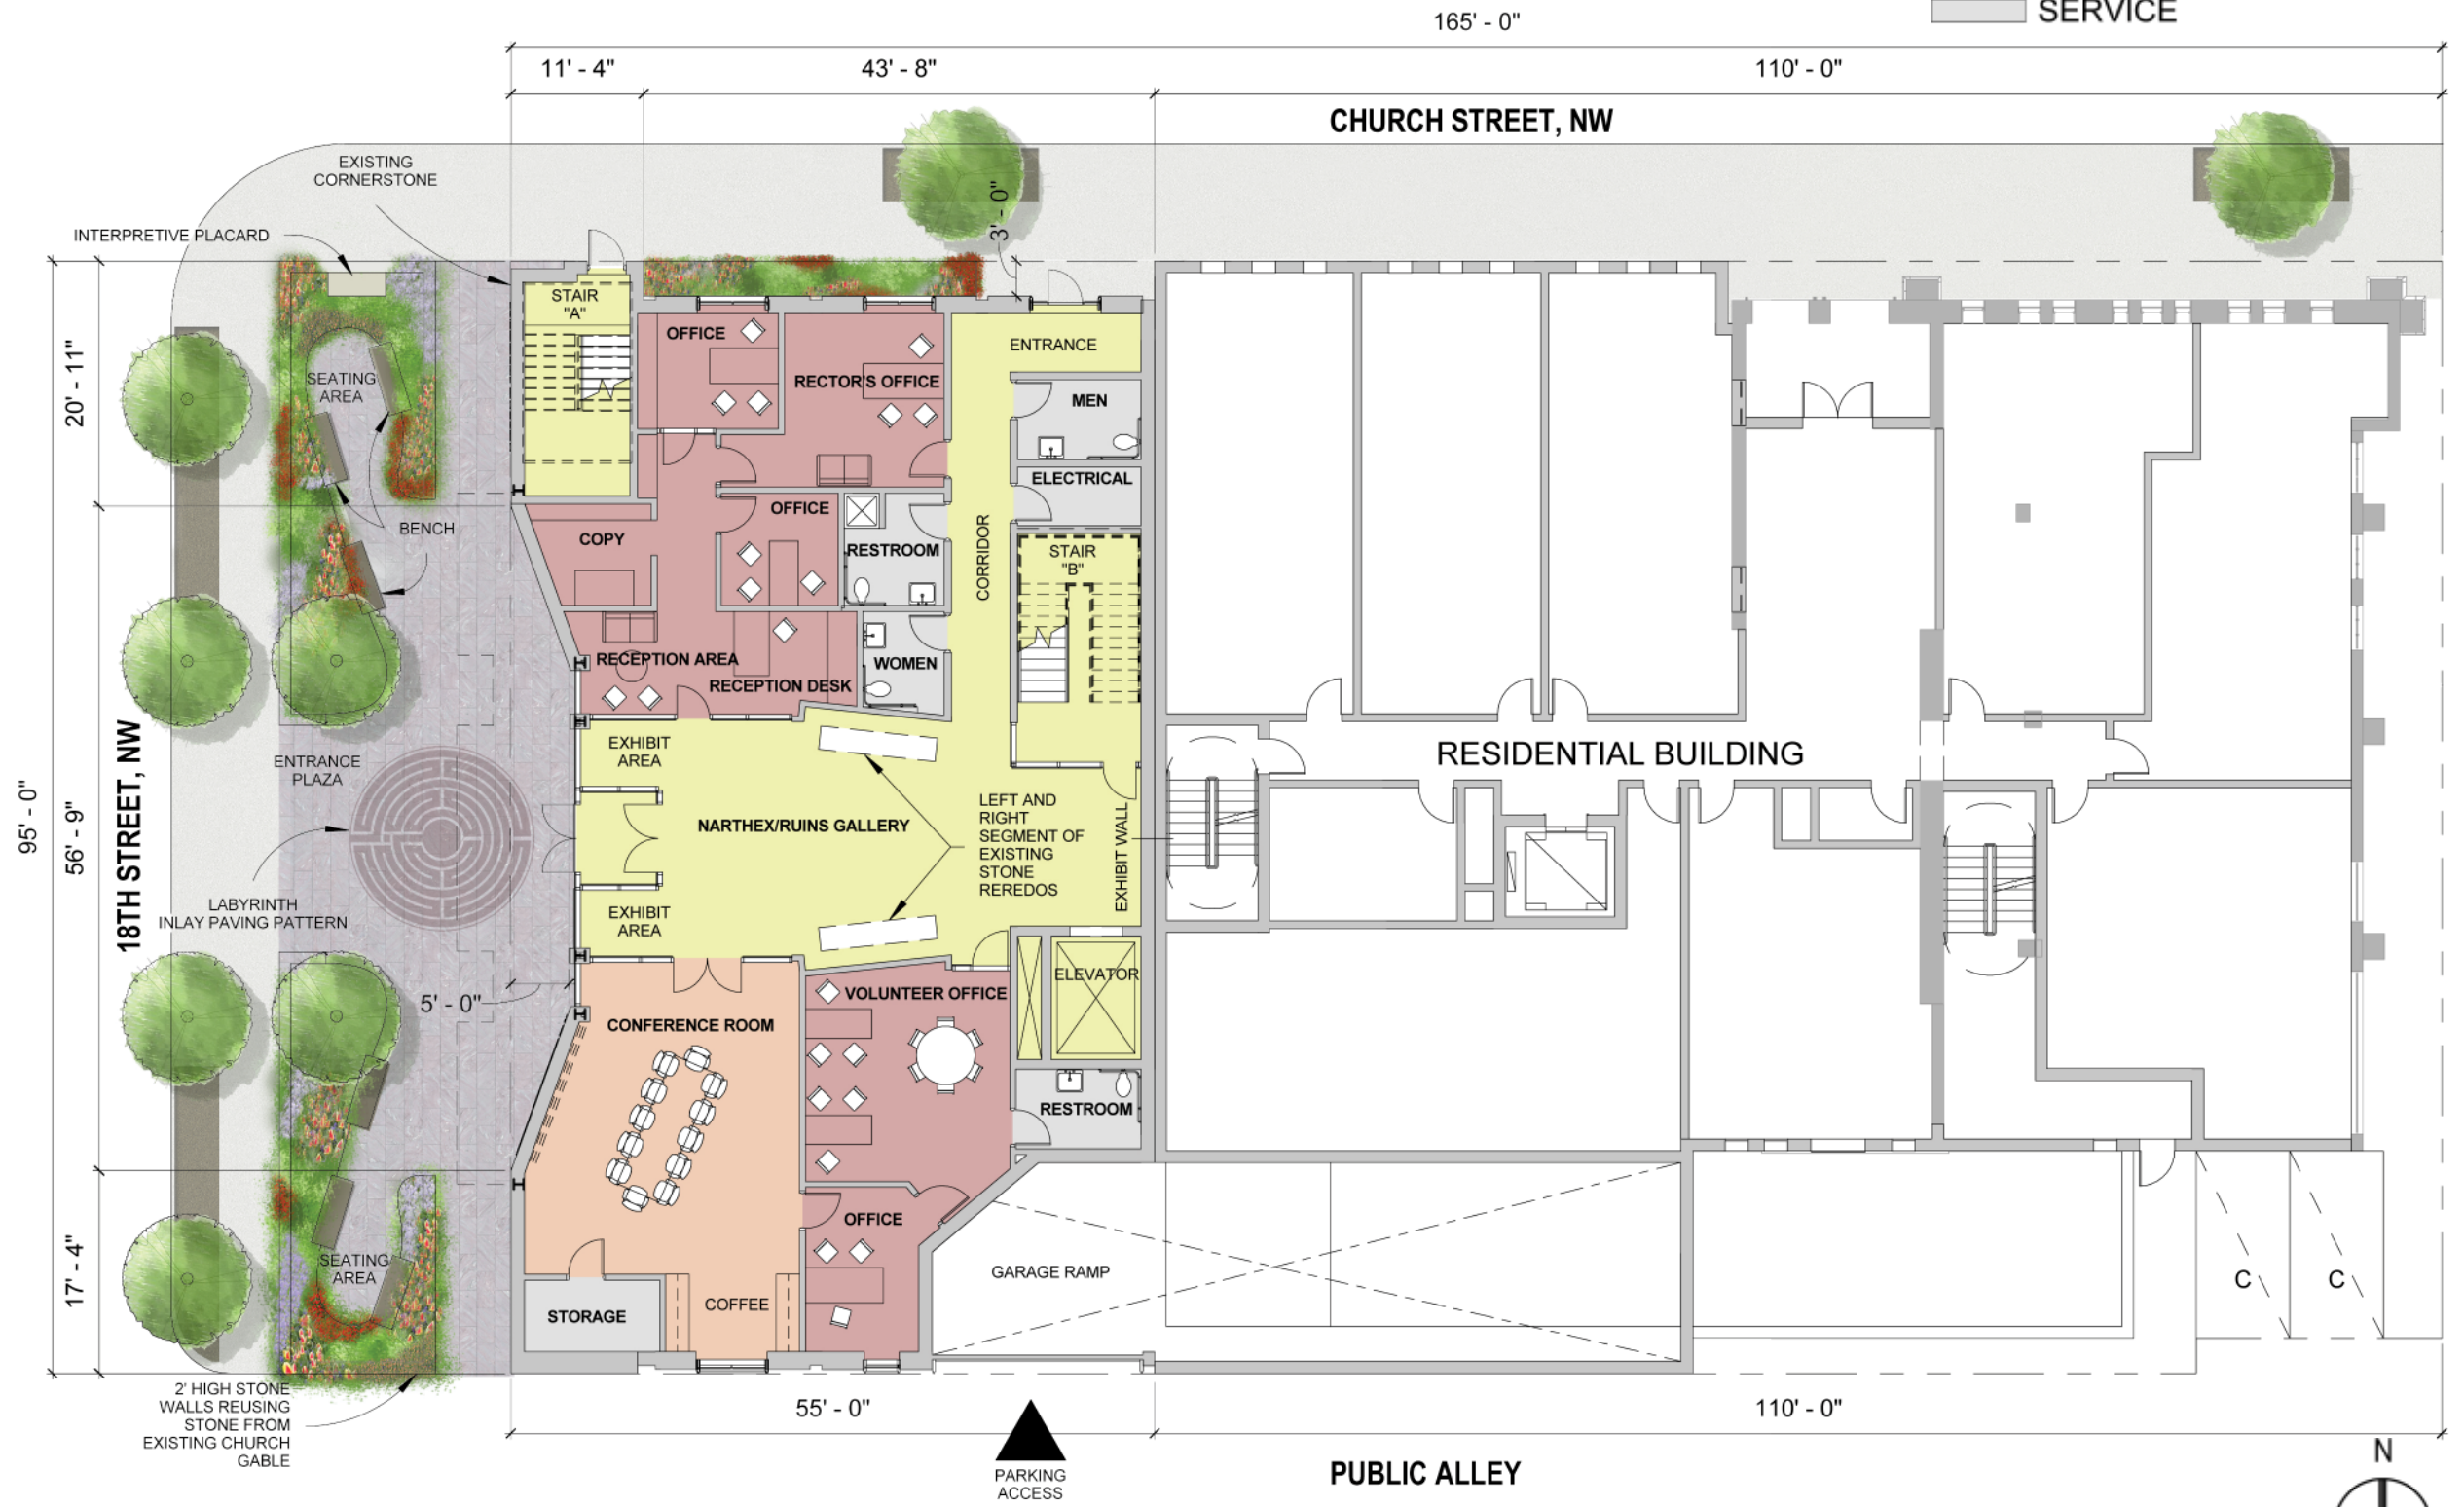 SERVICE
165' - 0"
11' - 4"
43' - 8"
110' - 0"
CHURCH STREET, NW
EXISTING
CORNERSTONE
INTERPRETIVE PLACARD
3' - 0"
STAIR
"A"
OFFICE
RECTOR'S OFFICE
ENTRANCE
MEN
ELECTRICAL
20' - 11"
SEATING
AREA
BENCH
COPY
OFFICE
RESTROOM
CORRIDOR
STAIR
"B"
RECEPTION AREA
RECEPTION DESK
WOMEN
95' - 0"
56' - 9"
18TH STREET, NW
ENTRANCE
PLAZA
EXHIBIT
AREA
NARTHEX/RUINS GALLERY
LEFT AND
RIGHT
SEGMENT OF
EXISTING
STONE
REREDOS
EXHIBIT WALL
RESIDENTIAL BUILDING
LABYRINTH
INLAY PAVING PATTERN
EXHIBIT
AREA
5' - 0"
CONFERENCE ROOM
VOLUNTEER OFFICE
ELEVATOR
RESTROOM
17' - 4"
SEATING
AREA
OFFICE
GARAGE RAMP
STORAGE
COFFEE
C
C
2' HIGH STONE
WALLS REUSING
STONE FROM
EXISTING CHURCH
GABLE
55' - 0"
110' - 0"
PARKING
ACCESS
PUBLIC ALLEY
N